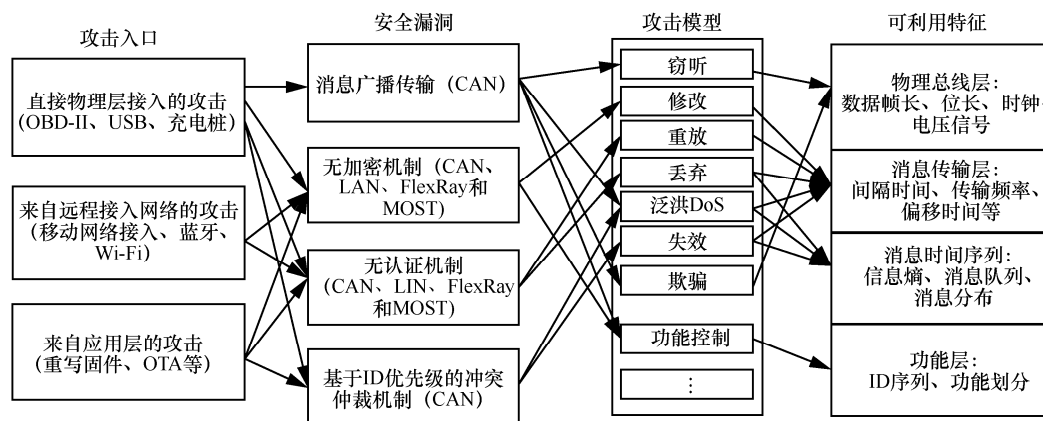 攻击入口
直接物理层接入的攻击
(OBD-II、USB、充电桩)
来自远程接入网络的攻击
(移动网络接入、蓝牙、
Wi-Fi)
来自应用层的攻击
(重写固件、OTA等)
安全漏洞
消息广播传输（CAN）
无加密机制（CAN、
LAN、FlexRay和
MOST）
无认证机制
(CAN、LIN、FlexRay
和MOST)
基于ID优先级的冲突
仲裁机制（CAN）
攻击模型
窃听
修改
重放
丢弃
泛洪DoS
失效
欺骗
功能控制
⋮
可利用特征
物理总线层：
数据帧长、位长、时钟·
电压信号
消息传输层：
间隔时间、传输频率、
偏移时间等
消息时间序列：
信息熵、消息队列、
消息分布
功能层：
ID序列、功能划分